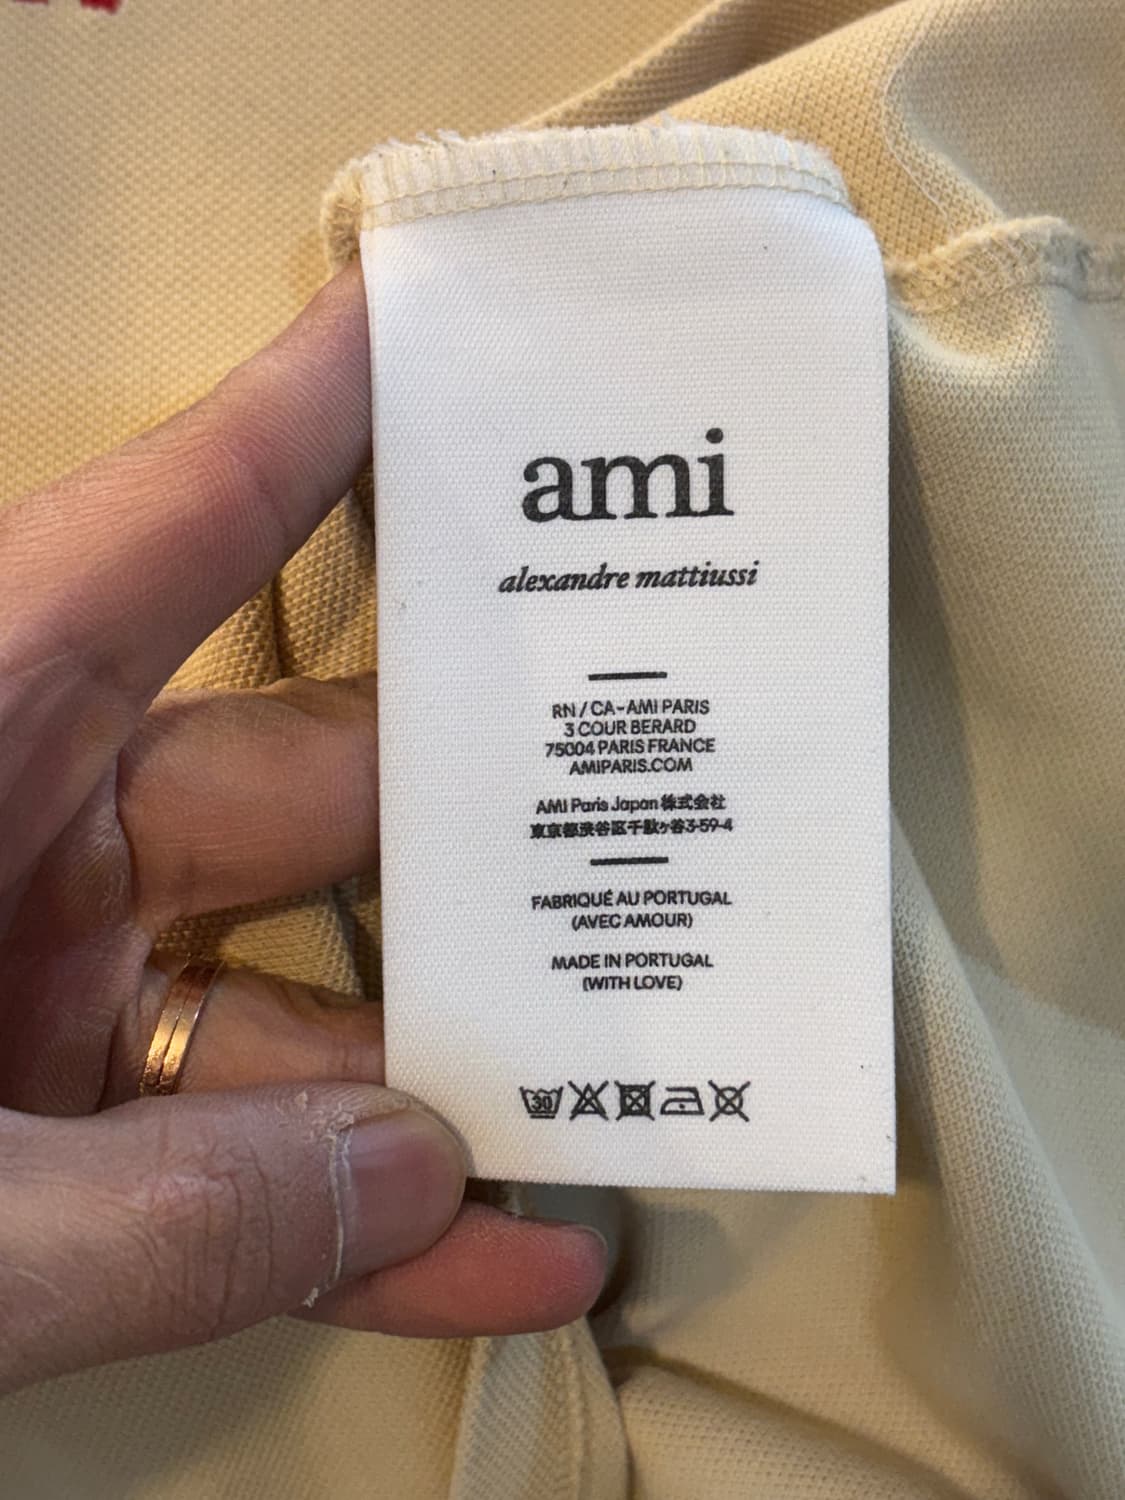 ami
alexandre mattiussi
RN / CA - AMI PARIS
3 COUR BERARD
75004 PARIS FRANCE
AMIPARIS.COM
AMI Paris Japan 株式会社
東京都渋谷区千駄ヶ谷3-59-4
FABRIQUÉ AU PORTUGAL
(AVEC AMOUR)
MADE IN PORTUGAL
(WITH LOVE)
30